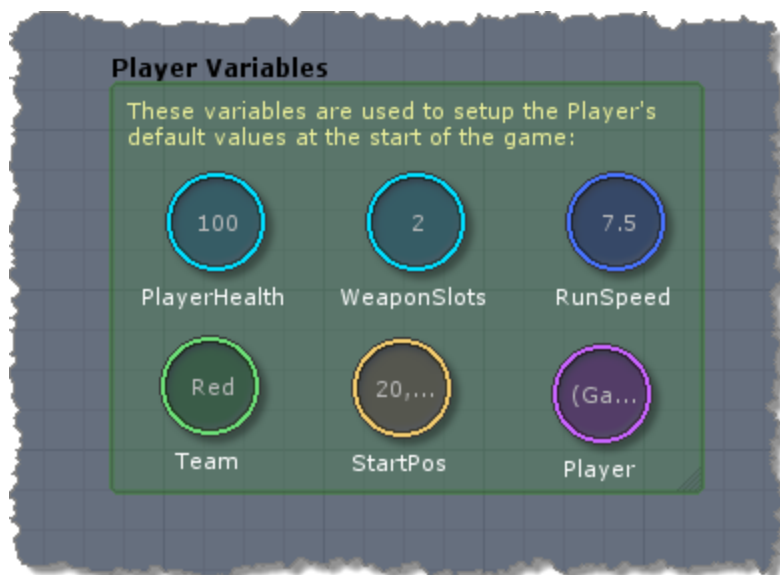 Player Variables
These variables are used to setup the Player's
default values at the start of the game:
100
2
7.5
PlayerHealth
WeaponSlots
RunSpeed
Red
20,...
(Ga...
Team
StartPos
Player